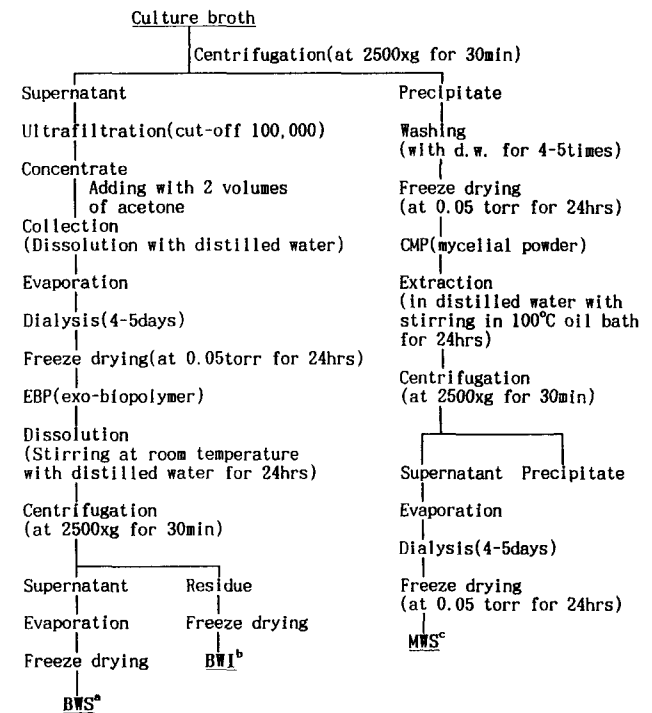 Culture broth
Centrifugation(at 2500xg for 30min)
Supernatant
Ultrafiltration(cut-off 100,000)
Concentrate
Adding with 2 volumes
of acetone
Collection
(Dissolution with distilled water)
Evaporation
Dialysis(4-5days)
Freeze drying(at 0.05torr for 24hrs)
EBP(exo-biopolymer)
Dissolution
(Stirring at room temperature
with distilled water for 24hrs)
Centrifugation
(at 2500xg for 30min)
Supernatant
Evaporation
Freeze drying
BWSᵃ
Residue
Freeze drying
BWIᵇ
Precipitate
Washing
(with d.w. for 4-5times)
Freeze drying
(at 0.05 torr for 24hrs)
CMP(mycelial powder)
Extraction
(in distilled water with
stirring in 100°C oil bath
for 24hrs)
Centrifugation
(at 2500xg for 30min)
Supernatant Precipitate
Evaporation
Dialysis(4-5days)
Freeze drying
(at 0.05 torr for 24hrs)
MWSᶜ